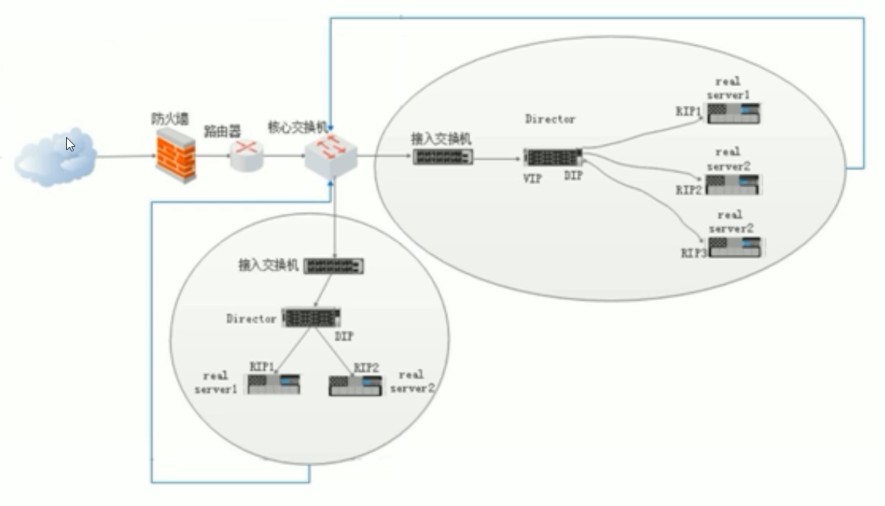 防火墙
路由器
核心交换机
接入交换机
Director
VIP
DIP
real
server1
RIP1
real
server2
RIP2
real
server2
RIP3
接入交换机
Director
DIP
real
server1
RIP1
RIP2
real
server2